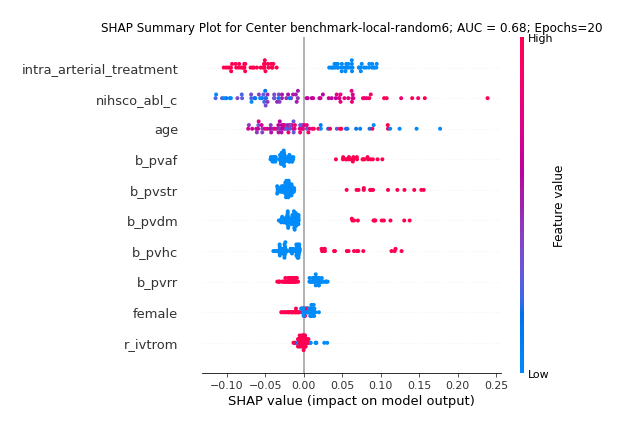 SHAP Summary Plot for Center benchmark-local-random6; AUC = 0.68; Epochs=20
High
intra_arterial_treatment
nihsco_abl_c
age
b_pvaf
b_pvstr
b_pvdm
b_pvhc
b_pvrr
female
r_ivtrom
Feature value
Low
−0.10 −0.05 0.00 0.05 0.10 0.15 0.20 0.25
SHAP value (impact on model output)